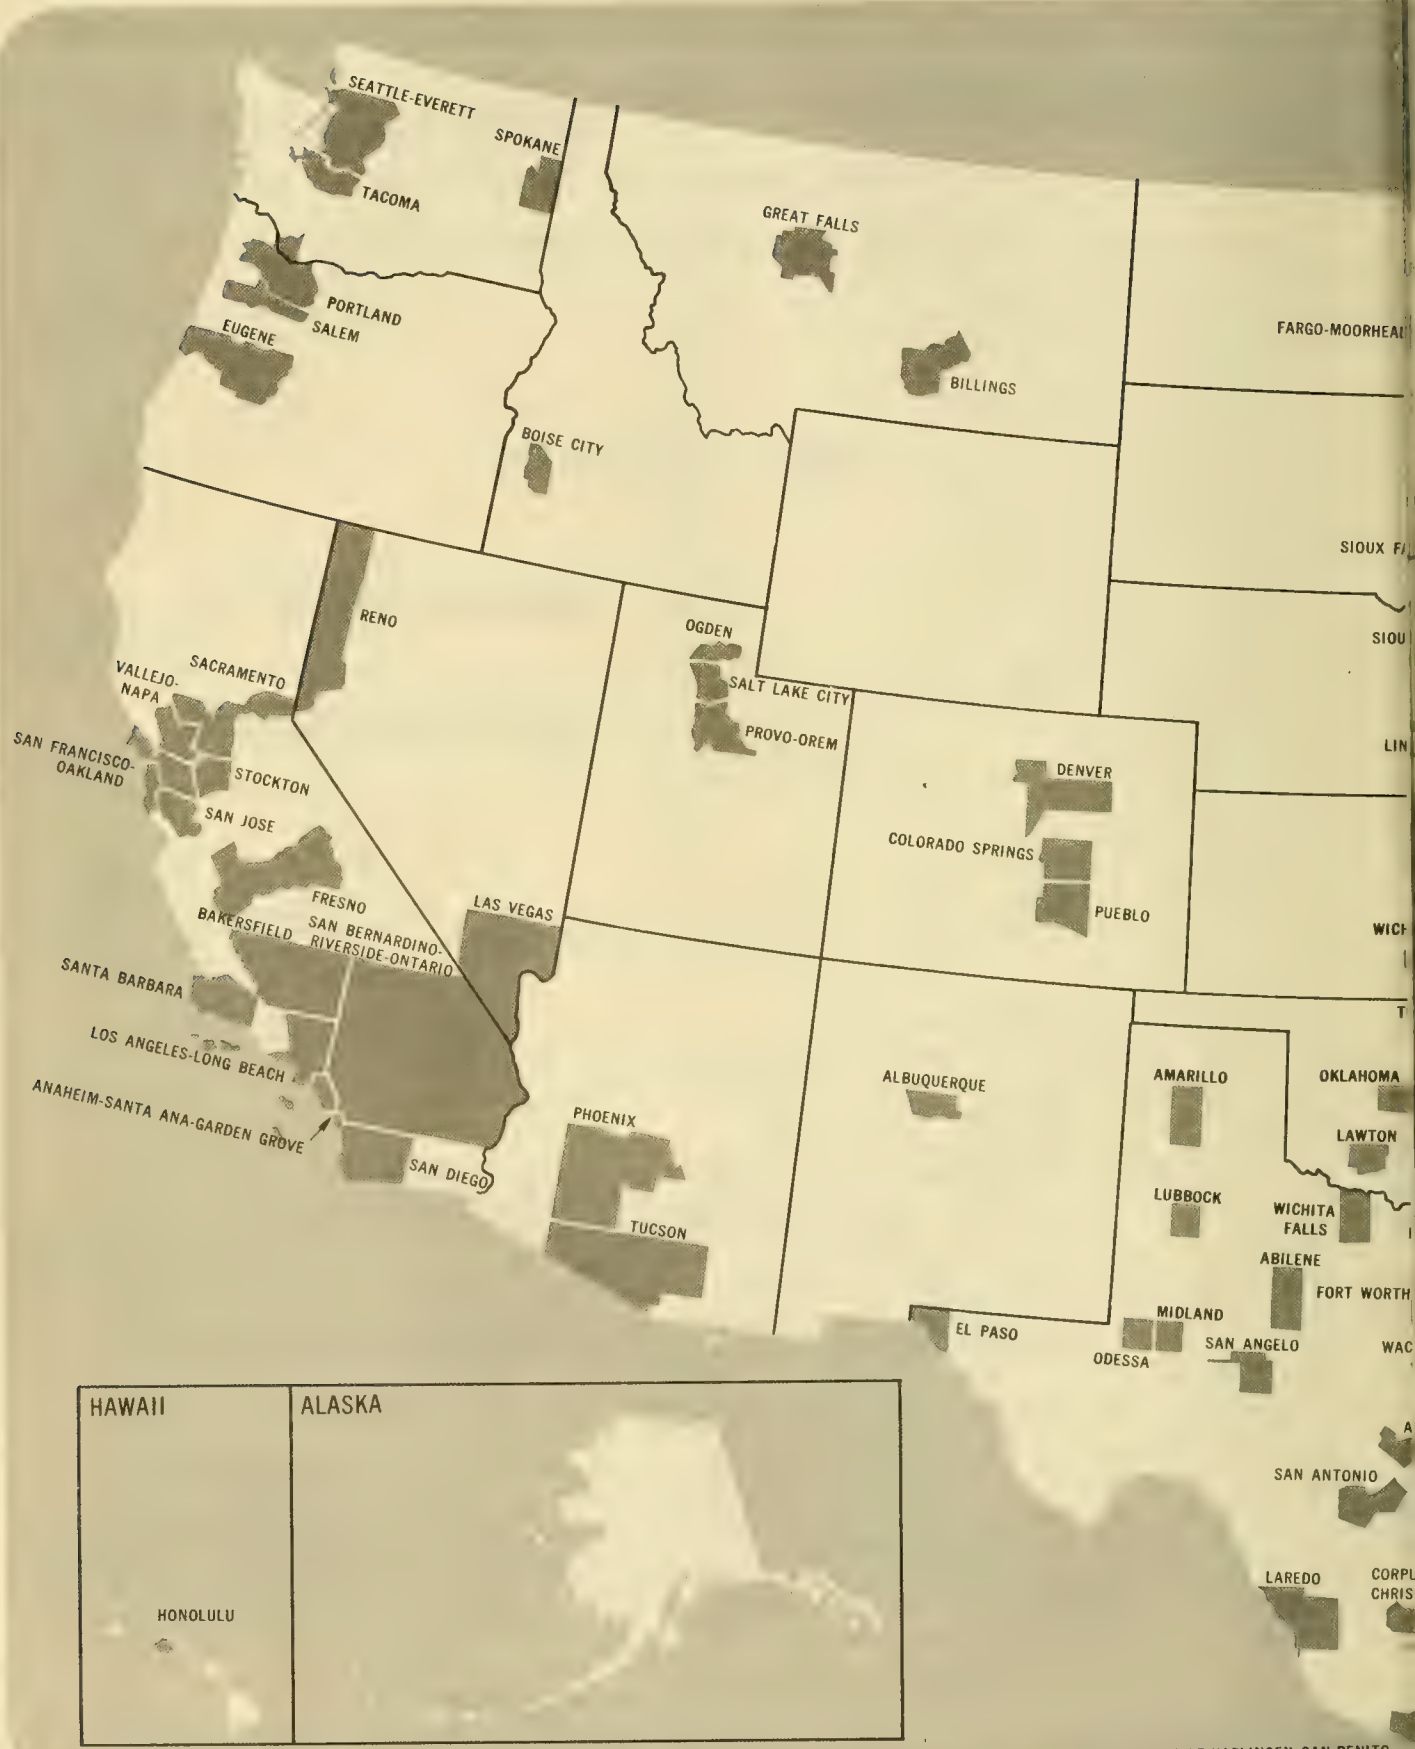 SEATTLE-EVERETT
SPOKANE
TACOMA
GREAT FALLS
PORTLAND
SALEM
EUGENE
FARGO-MOORHEA
BILLINGS
BOISE CITY
SIOUX FA
RENO
OGDEN
SIOU
SACRAMENTO
VALLEJO-
NAPA
SALT LAKE CITY
PROVO-OREM
SAN FRANCISCO-
OAKLAND
LIN
STOCKTON
DENVER
SAN JOSE
COLORADO SPRINGS
FRESNO
LAS VEGAS
PUEBLO
BAKERSFIELD
SAN BERNARDINO-
RIVERSIDE-ONTARIO
WICH
SANTA BARBARA
T
LOS ANGELES-LONG BEACH
ALBUQUERQUE
AMARILLO
OKLAHOMA
ANAHEIM-SANTA ANA-GARDEN GROVE
PHOENIX
LAWTON
SAN DIEGO
LUBBOCK
WICHITA
FALLS
TUCSON
ABILENE
FORT WORTH
MIDLAND
EL PASO
ODESSA
SAN ANGELO
WAC
HAWAII
ALASKA
A
SAN ANTONIO
LAREDO
CORPU
CHRIS
HONOLULU